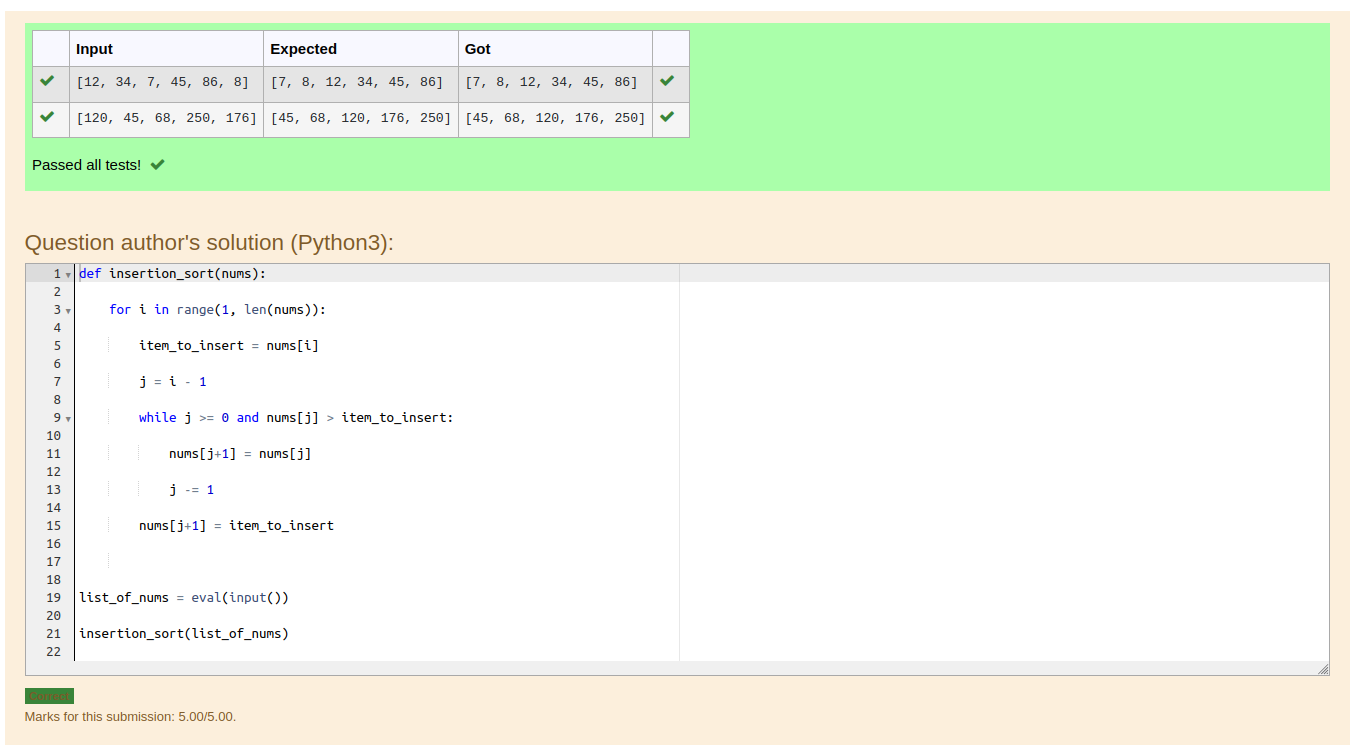 Input Expected Got
[12, 34, 7, 45, 86, 8] [7, 8, 12, 34, 45, 86] [7, 8, 12, 34, 45, 86]
[120, 45, 68, 250, 176] [45, 68, 120, 176, 250] [45, 68, 120, 176, 250]
Passed all tests!
Question author's solution (Python3):
1 def insertion_sort(nums):
2
3 for i in range(1, len(nums)):
4
5 item_to_insert = nums[i]
6
7 j = i - 1
8
9 while j >= 0 and nums[j] > item_to_insert:
10
11 nums[j+1] = nums[j]
12
13 j -= 1
14
15 nums[j+1] = item_to_insert
16
17
18
19 list_of_nums = eval(input())
20
21 insertion_sort(list_of_nums)
22
Correct
Marks for this submission: 5.00/5.00.